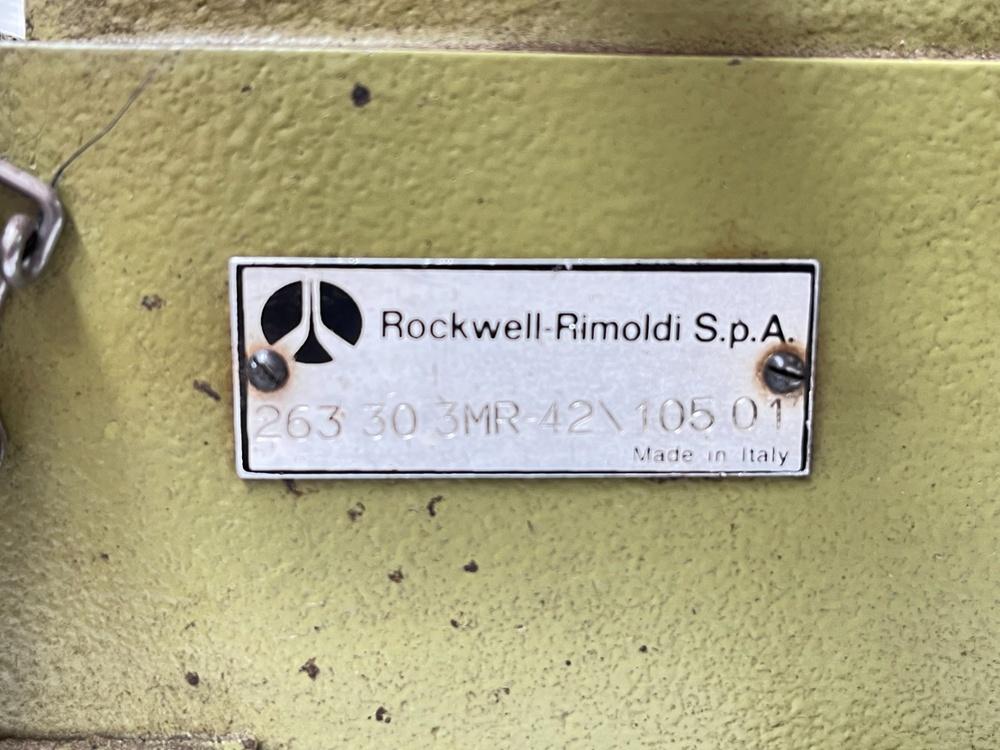 Rockwell-Rimoldi S.p.A.
263 30 3MR-42\105 01
Made in Italy